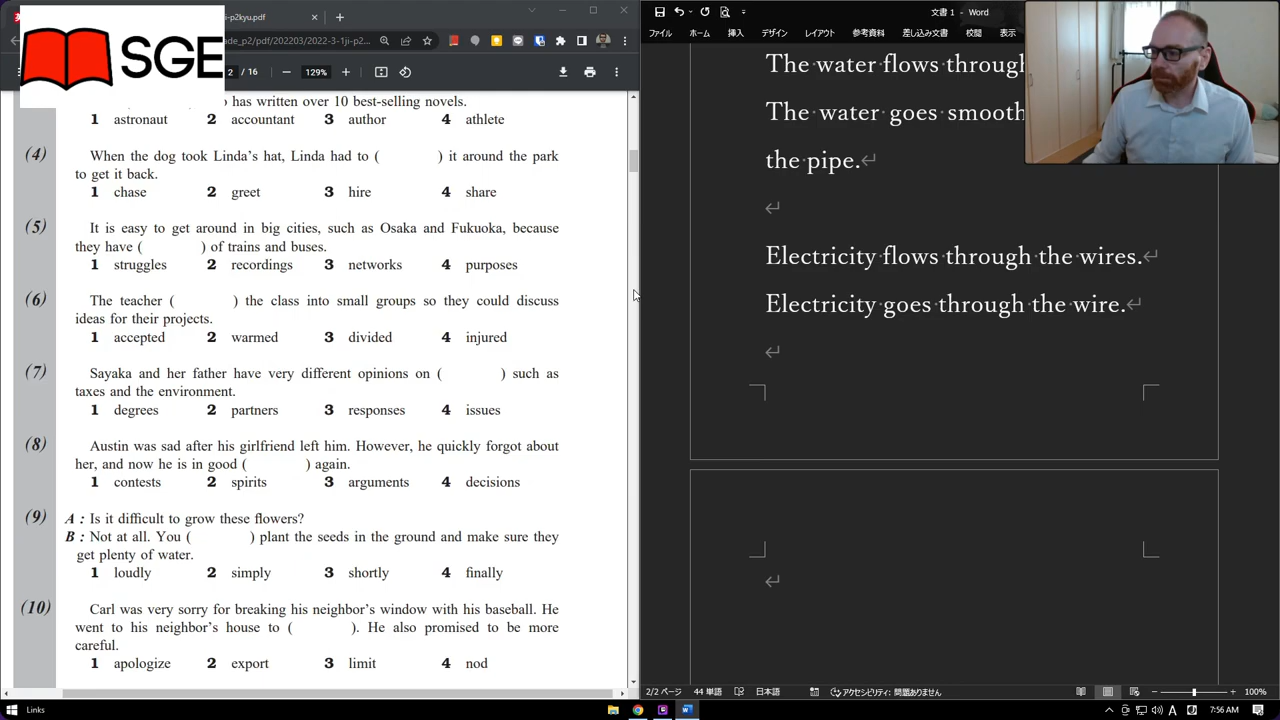 i-p2kyu.pdf
SGE
ade_p2/pdf/202203/2022-3-1ji-p2...
2 / 16
129%
o has written over 10 best-selling novels.
1 astronaut 2 accountant 3 author 4 athlete
(4) When the dog took Linda's hat, Linda had to ( ) it around the park
to get it back.
1 chase 2 greet 3 hire 4 share
(5) It is easy to get around in big cities, such as Osaka and Fukuoka, because
they have ( ) of trains and buses.
1 struggles 2 recordings 3 networks 4 purposes
(6) The teacher ( ) the class into small groups so they could discuss
ideas for their projects.
1 accepted 2 warmed 3 divided 4 injured
(7) Sayaka and her father have very different opinions on ( ) such as
taxes and the environment.
1 degrees 2 partners 3 responses 4 issues
(8) Austin was sad after his girlfriend left him. However, he quickly forgot about
her, and now he is in good ( ) again.
1 contests 2 spirits 3 arguments 4 decisions
(9) A : Is it difficult to grow these flowers?
B : Not at all. You ( ) plant the seeds in the ground and make sure they
get plenty of water.
1 loudly 2 simply 3 shortly 4 finally
(10) Carl was very sorry for breaking his neighbor's window with his baseball. He
went to his neighbor's house to ( ). He also promised to be more
careful.
1 apologize 2 export 3 limit 4 nod
文書 1 - Word
ファイル ホーム 挿入 デザイン レイアウト 参考資料 差し込み文書 校閲 表示
The water flows through
The water goes smooth
the pipe.
Electricity flows through the wires.
Electricity goes through the wire.
2/2 ページ 44 単語 日本語 アクセシビリティ: 問題ありません 100%
Links 7:56 AM